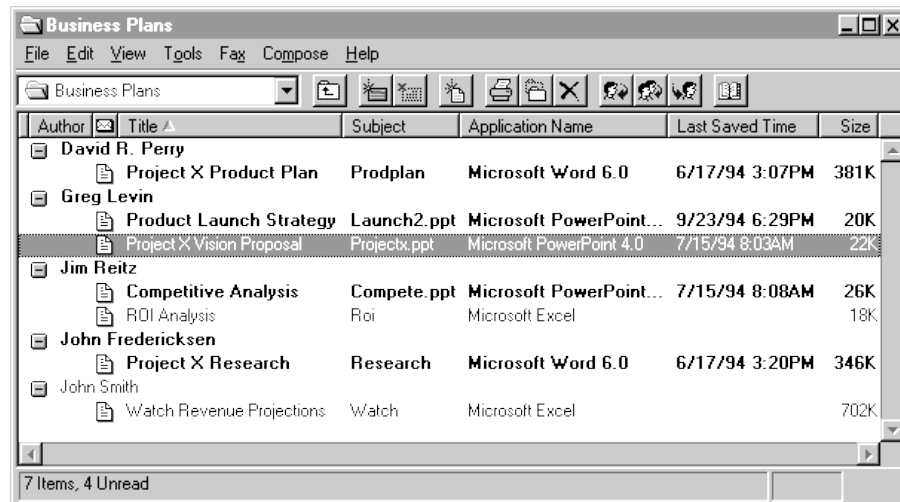 Business Plans
File Edit View Tools Fax Compose Help
Business Plans
Author Title Subject Application Name Last Saved Time Size
David R. Perry
Project X Product Plan Prodplan Microsoft Word 6.0 6/17/94 3:07PM 381K
Greg Levin
Product Launch Strategy Launch2.ppt Microsoft PowerPoint... 9/23/94 6:29PM 20K
Project X Vision Proposal Projectx.ppt Microsoft PowerPoint 4.0 7/15/94 8:03AM 22K
Jim Reitz
Competitive Analysis Compete.ppt Microsoft PowerPoint... 7/15/94 8:08AM 26K
ROI Analysis Roi Microsoft Excel 18K
John Fredericksen
Project X Research Research Microsoft Word 6.0 6/17/94 3:20PM 346K
John Smith
Watch Revenue Projections Watch Microsoft Excel 702K
7 Items, 4 Unread